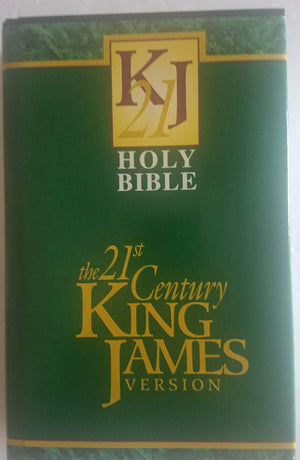 KJ
21
HOLY
BIBLE
the 21st
Century
KING
JAMES
VERSION